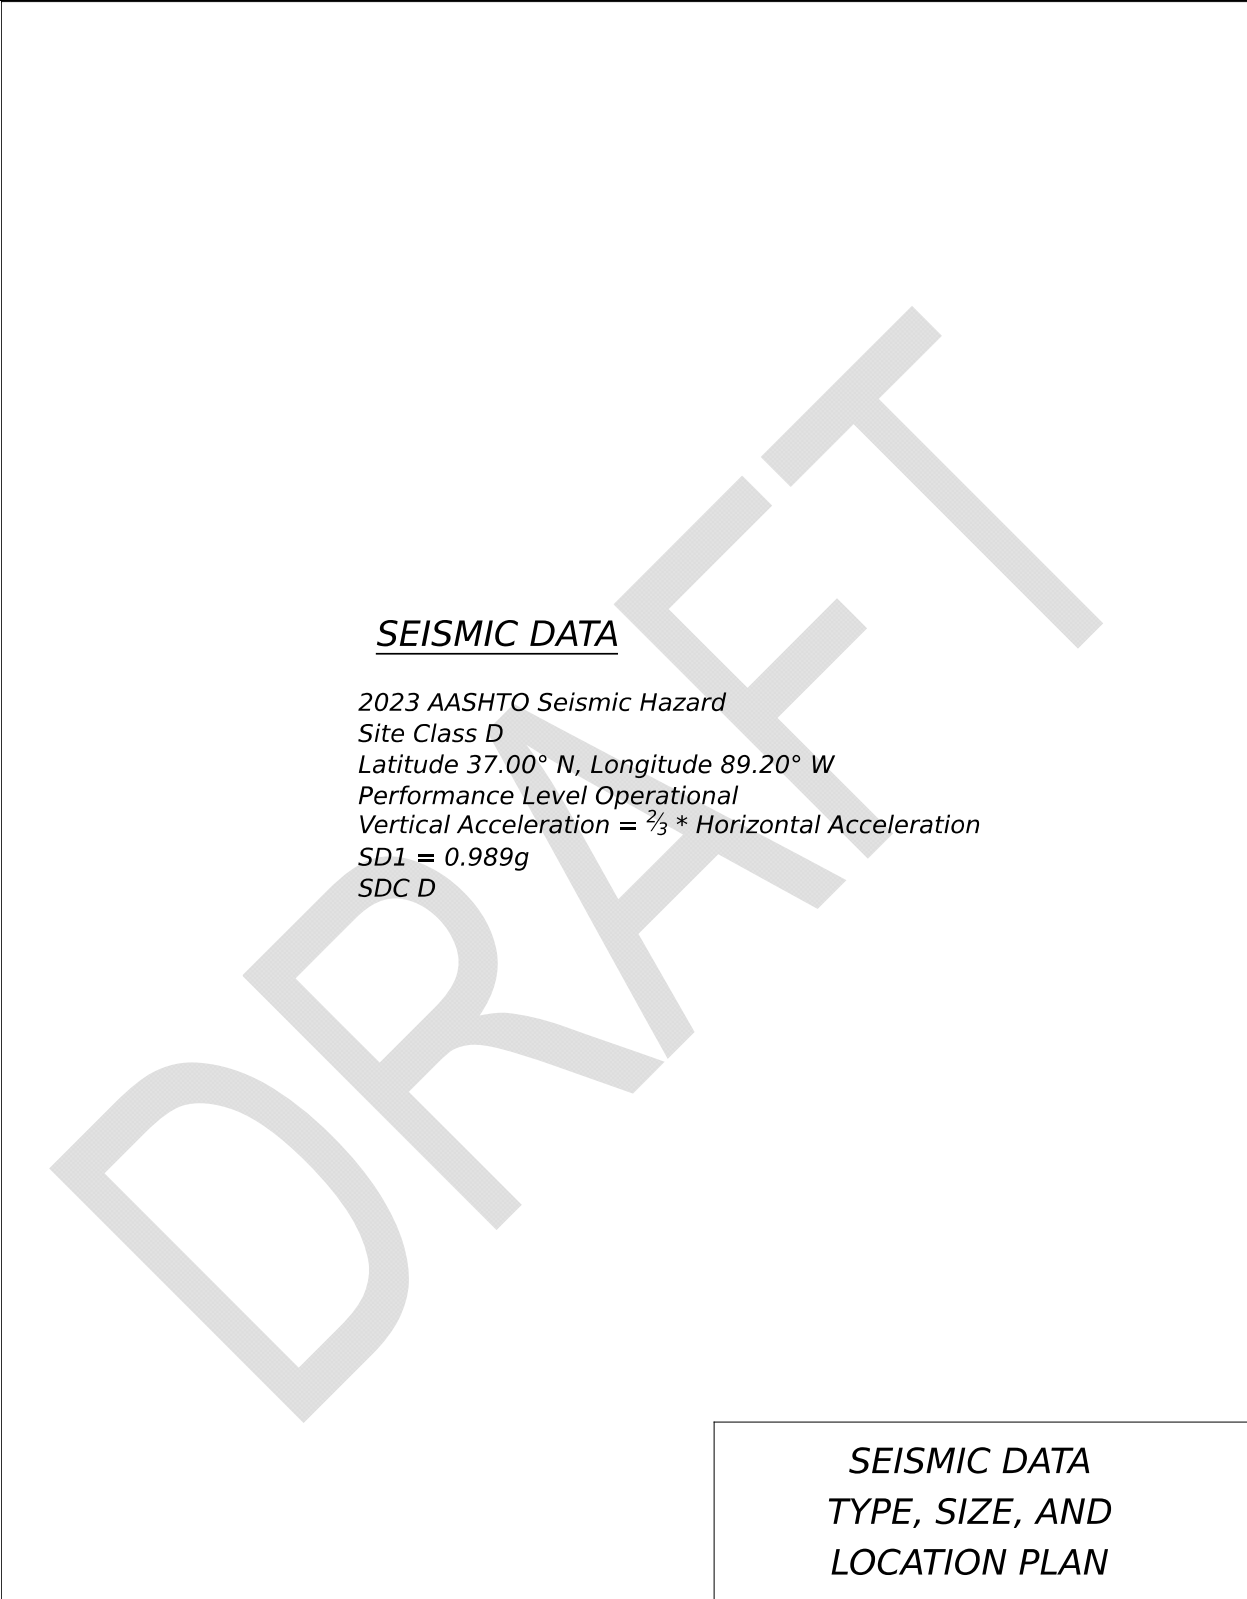 SEISMIC DATA
2023 AASHTO Seismic Hazard
Site Class D
Latitude 37.00° N, Longitude 89.20° W
Performance Level Operational
Vertical Acceleration = ⅔ * Horizontal Acceleration
SD1 = 0.989g
SDC D
DRAFT
SEISMIC DATA
TYPE, SIZE, AND
LOCATION PLAN